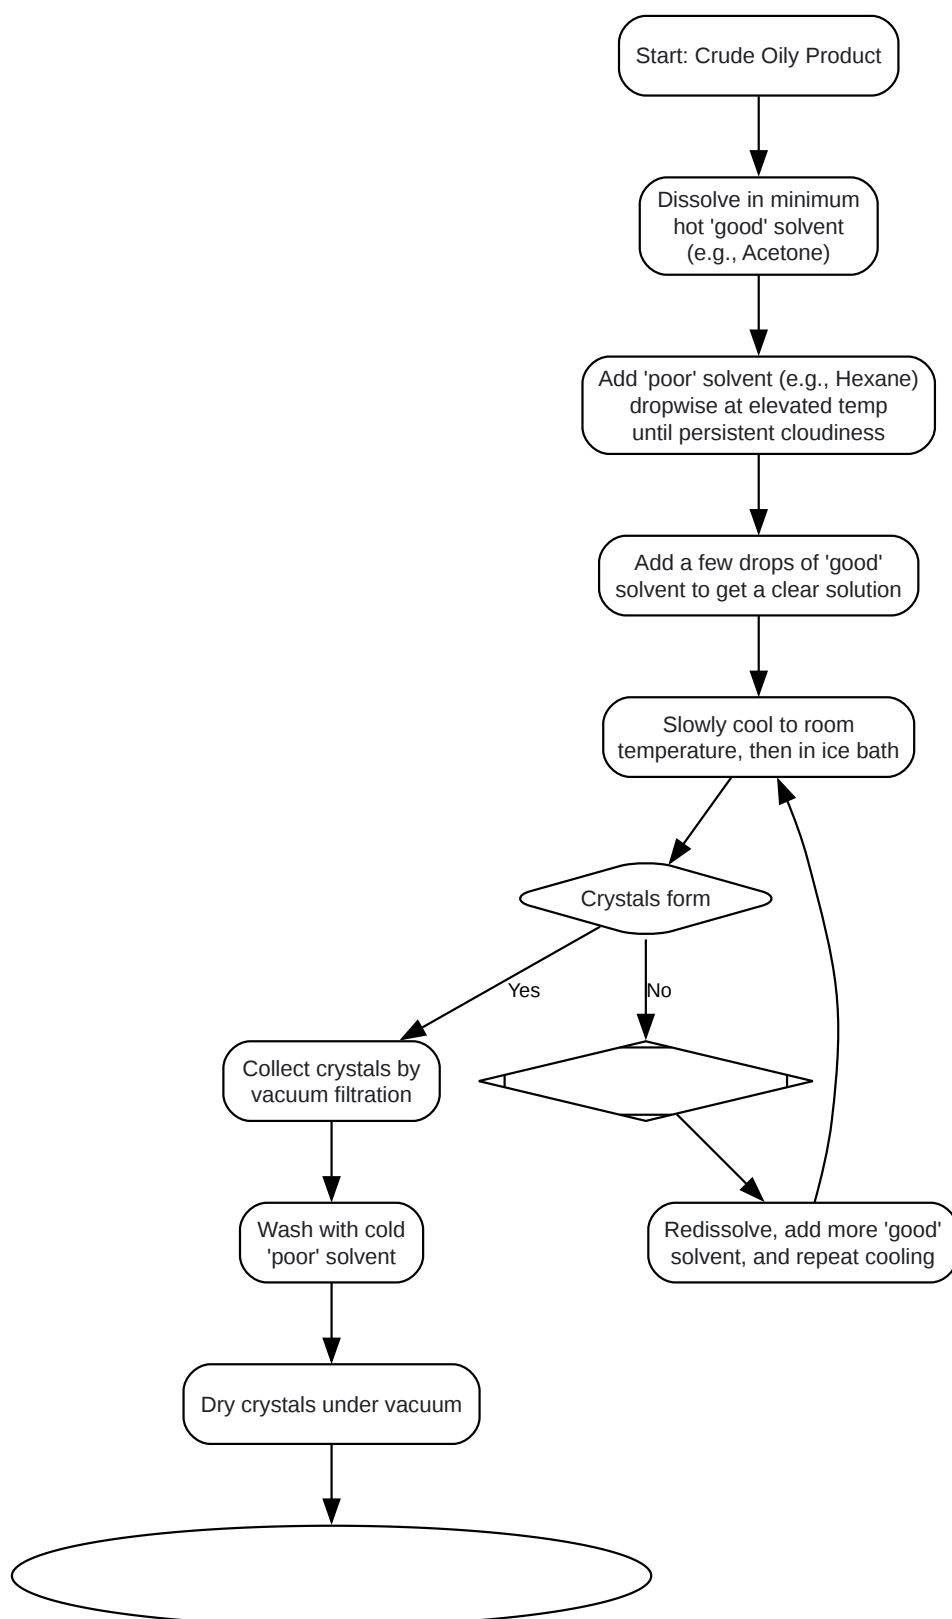 Start: Crude Oily Product
Dissolve in minimum
hot 'good' solvent
(e.g., Acetone)
Add 'poor' solvent (e.g., Hexane)
dropwise at elevated temp
until persistent cloudiness
Add a few drops of 'good'
solvent to get a clear solution
Slowly cool to room
temperature, then in ice bath
Crystals form
Yes
No
Collect crystals by
vacuum filtration
Wash with cold
'poor' solvent
Redissolve, add more 'good'
solvent, and repeat cooling
Dry crystals under vacuum